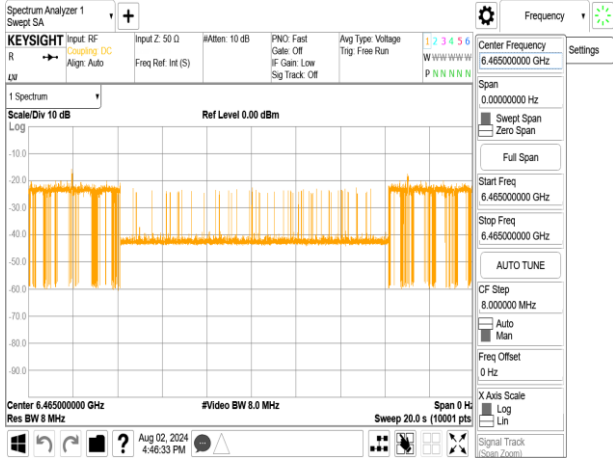 Spectrum Analyzer 1
Swept SA
Frequency
Settings
KEYSIGHT
R
Input: RF
Coupling: DC
Align: Auto
Input Z: 50 Ω
Freq Ref: Int (S)
#Atten: 10 dB
PNO: Fast
Gate: Off
IF Gain: Low
Sig Track: Off
Avg Type: Voltage
Trig: Free Run
1 2 3 4 5 6
W W W W W W
P N N N N N
1 Spectrum
Scale/Div 10 dB
Ref Level 0.00 dBm
Log
-10.0
-20.0
-30.0
-40.0
-50.0
-60.0
-70.0
-80.0
-90.0
Center 6.465000000 GHz
#Video BW 8.0 MHz
Span 0 Hz
Res BW 8 MHz
Sweep 20.0 s (10001 pts
Aug 02, 2024
4:46:33 PM
Center Frequency
6.465000000 GHz
Span
0.00000000 Hz
Swept Span
Zero Span
Full Span
Start Freq
6.465000000 GHz
Stop Freq
6.465000000 GHz
AUTO TUNE
CF Step
8.000000 MHz
Auto
Man
Freq Offset
0 Hz
X Axis Scale
Log
Lin
Signal Track
(Span Zoom)